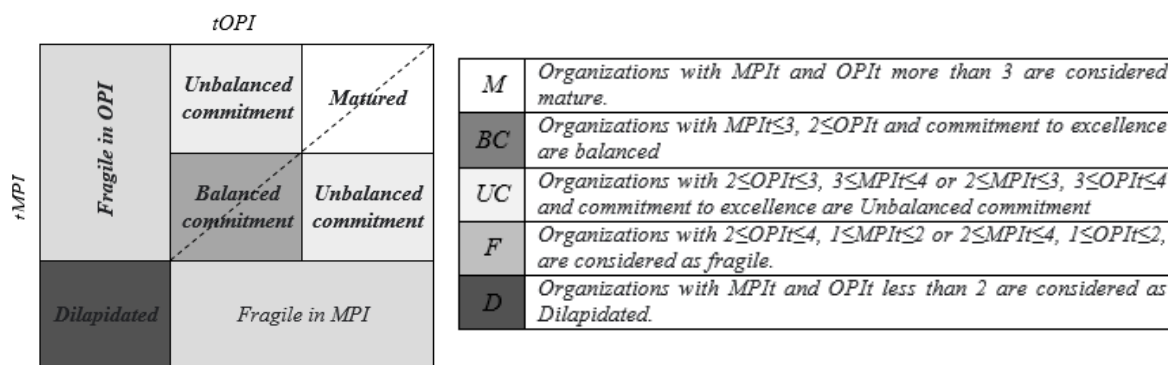 tOPI
tMPI
Fragile in OPI
Unbalanced
commitment
Matured
Balanced
commitment
Unbalanced
commitment
Dilapidated
Fragile in MPI
M
Organizations with MPIt and OPIt more than 3 are considered
mature.
BC
Organizations with MPIt≤3, 2≤OPIt and commitment to excellence
are balanced
UC
Organizations with 2≤OPIt≤3, 3≤MPIt≤4 or 2≤MPIt≤3, 3≤OPIt≤4
and commitment to excellence are Unbalanced commitment
F
Organizations with 2≤OPIt≤4, 1≤MPIt≤2 or 2≤MPIt≤4, 1≤OPIt≤2,
are considered as fragile.
D
Organizations with MPIt and OPIt less than 2 are considered as
Dilapidated.